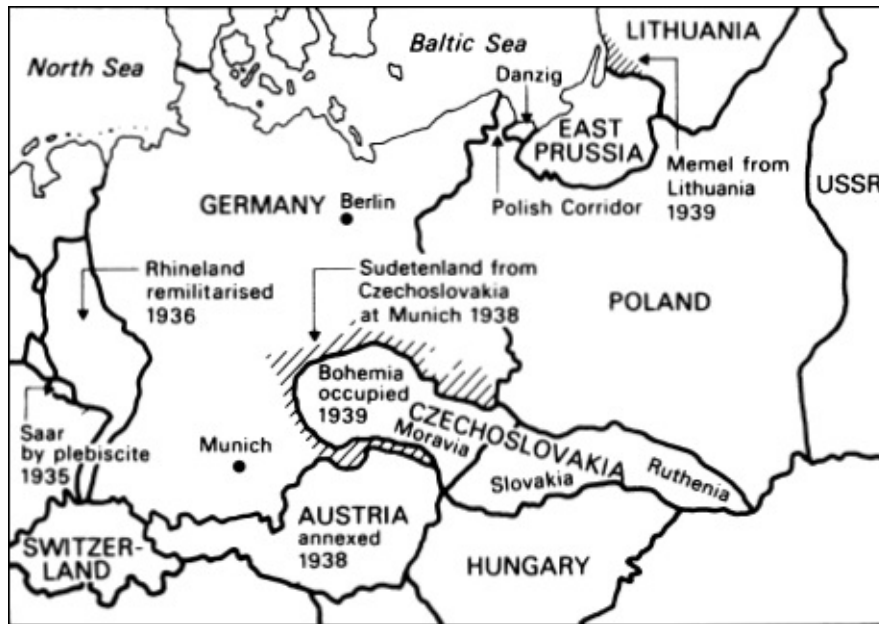 North Sea
Baltic Sea
LITHUANIA
Danzig
EAST
PRUSSIA
Memel from
Lithuania
1939
USSR
GERMANY
Berlin
Polish Corridor
Rhineland
remilitarised
1936
Sudetenland from
Czechoslovakia
at Munich 1938
POLAND
Bohemia
occupied
1939
CZECHOSLOVAKIA
Moravia
Slovakia
Ruthenia
Saar
by plebiscite
1935
Munich
AUSTRIA
annexed
1938
SWITZER-
LAND
HUNGARY